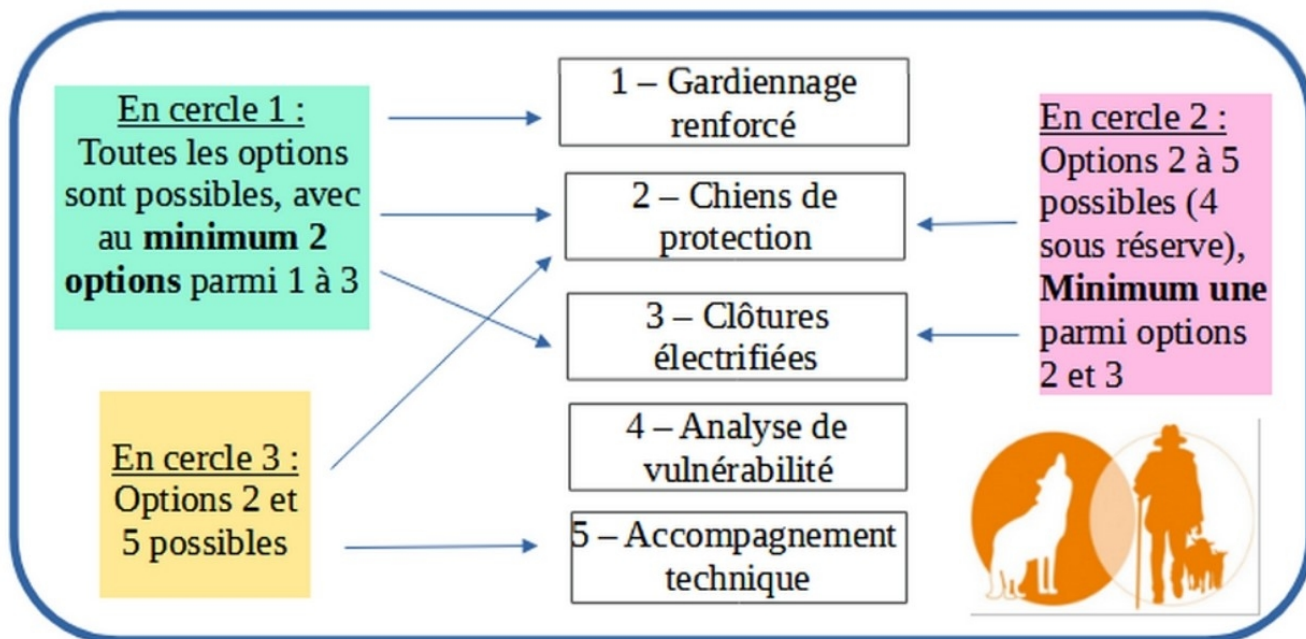 En cercle 1 :
Toutes les options
sont possibles, avec
au minimum 2
options parmi 1 à 3
En cercle 3 :
Options 2 et
5 possibles
1 – Gardiennage
renforcé
2 – Chiens de
protection
3 – Clôtures
électrifiées
4 – Analyse de
vulnérabilité
5 – Accompagnement
technique
En cercle 2 :
Options 2 à 5
possibles (4
sous réserve),
Minimum une
parmi options
2 et 3